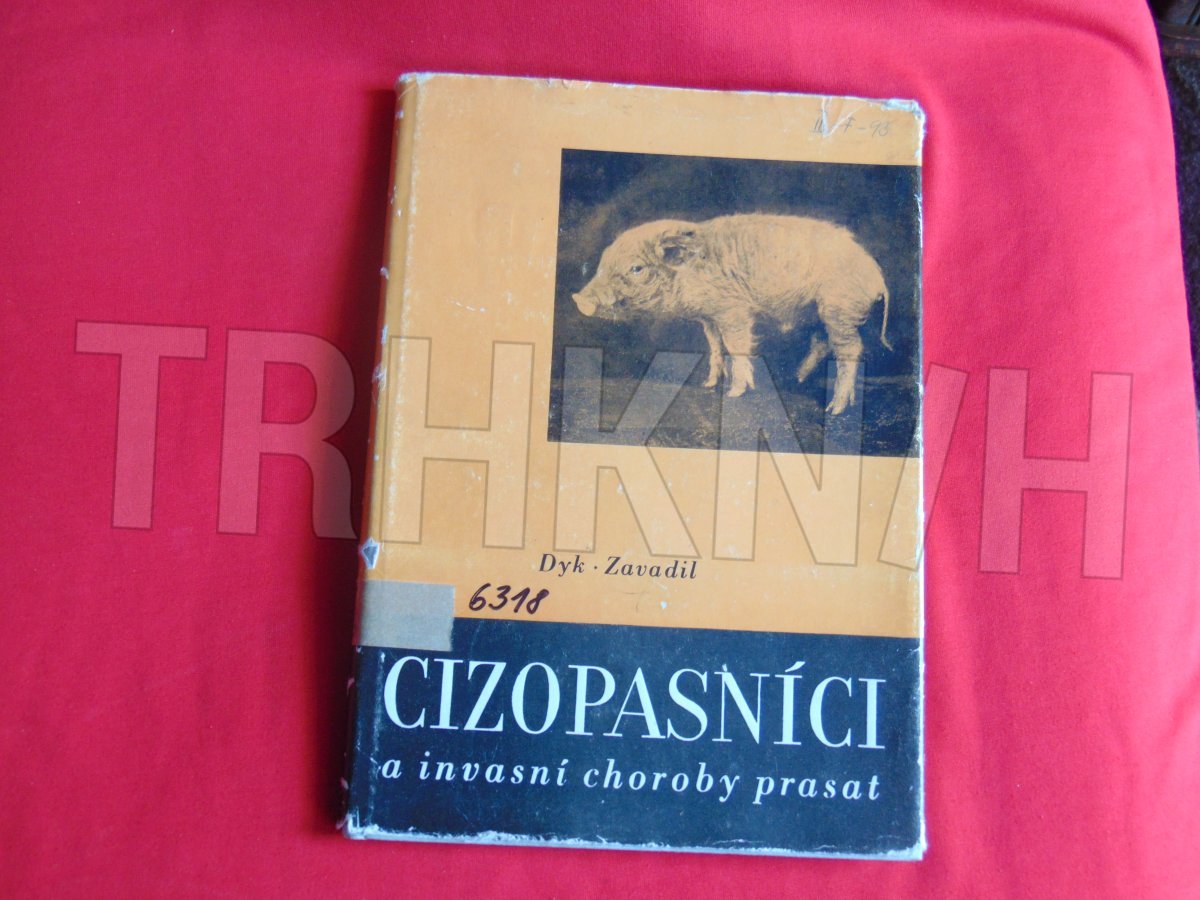 Dyk · Zavadil
6318
CIZOPASNÍCI
a invasní choroby prasat
TRHKNIH